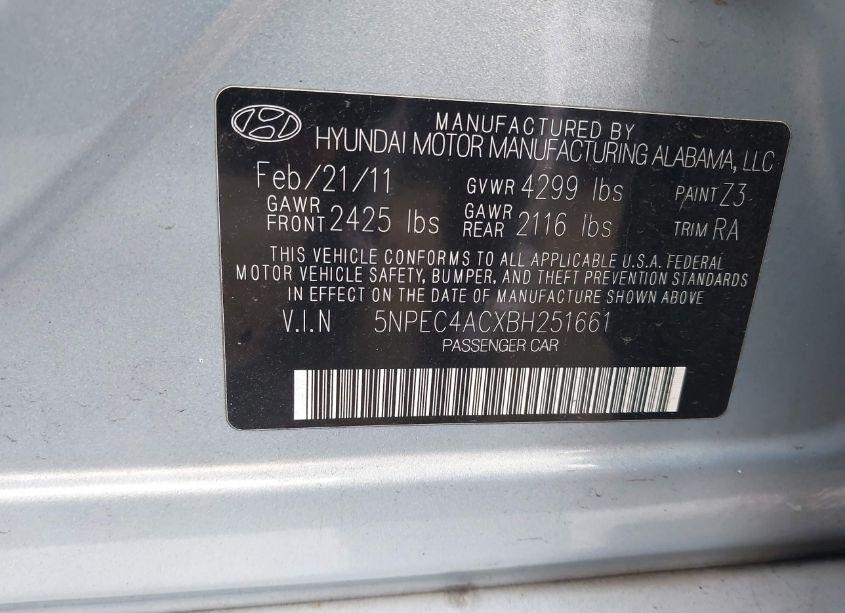 MANUFACTURED BY
HYUNDAI MOTOR MANUFACTURING ALABAMA, LLC
Feb/21/11 GVWR 4299 lbs PAINT Z3
GAWR FRONT 2425 lbs GAWR REAR 2116 lbs TRIM RA
THIS VEHICLE CONFORMS TO ALL APPLICABLE U.S.A. FEDERAL
MOTOR VEHICLE SAFETY, BUMPER, AND THEFT PREVENTION STANDARDS
IN EFFECT ON THE DATE OF MANUFACTURE SHOWN ABOVE
V.I.N 5NPEC4ACXBH251661
PASSENGER CAR